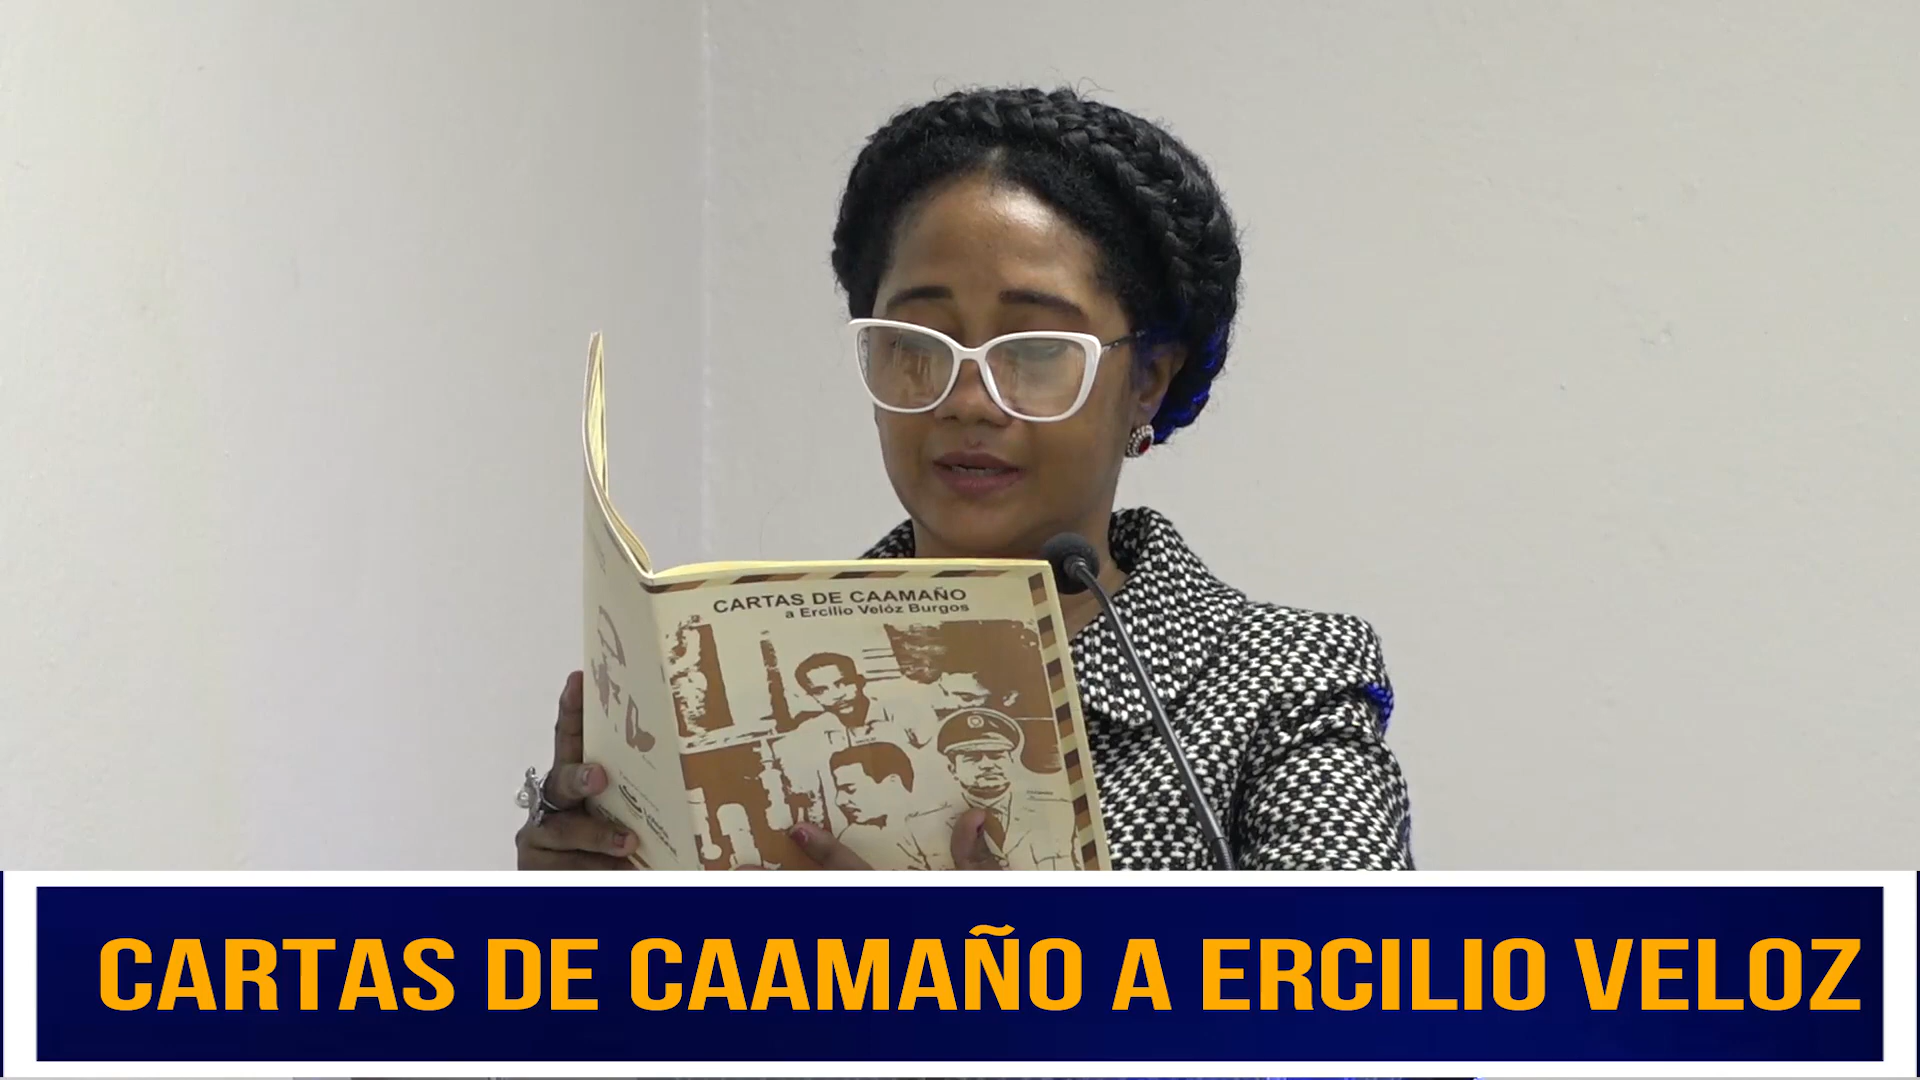 CARTAS DE CAAMAÑO
a Ercilio Velóz Burgos
CARTAS DE CAAMAÑO A ERCILIO VELOZ